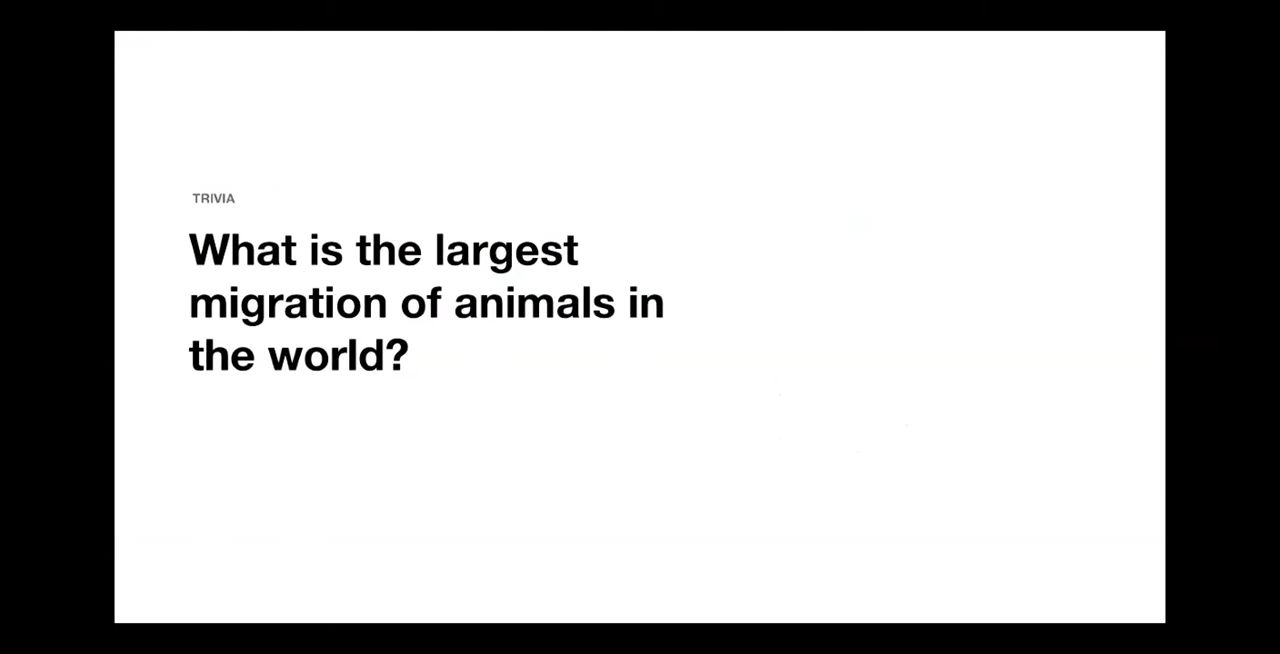 TRIVIA
What is the largest
migration of animals in
the world?